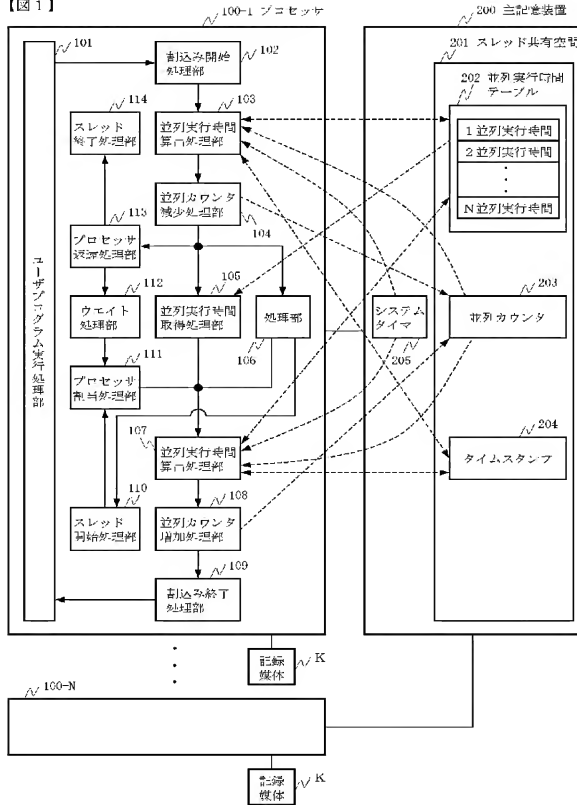 【図1】
100-1 プロセッサ
200 主記憶装置
101
割込み開始
処理部
102
201 スレッド共有空間
202 並列実行時間
テーブル
114
スレッド
終了処理部
103
並列実行時間
算出処理部
1並列実行時間
2並列実行時間
・
・
・
N並列実行時間
並列カウンタ
減少処理部
104
113
プロセッサ
返還処理部
ユーザプログラム実行処理部
112
ウエイト
処理部
105
並列実行時間
取得処理部
処理部
106
システム
タイマ
205
203
並列カウンタ
111
プロセッサ
割当処理部
107
並列実行時間
算出処理部
204
タイムスタンプ
110
スレッド
開始処理部
108
並列カウンタ
増加処理部
109
割込み終了
処理部
・
・
・
記録
媒体
K
100-N
記録
媒体
K